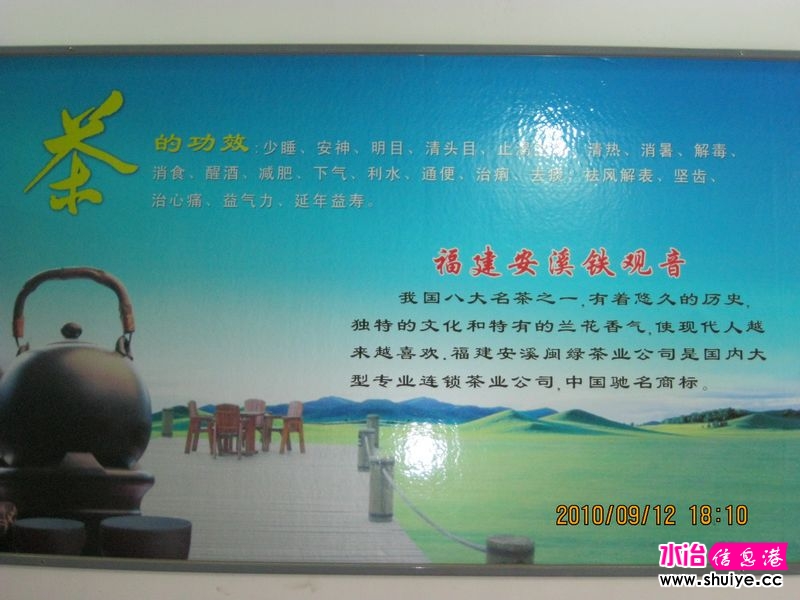 茶的功效:少睡、安神、明目、清头目、止渴生津、清热、消暑、解毒、
消食、醒酒、减肥、下气、利水、通便、治痢、去痰、祛风解表、坚齿、
治心痛、益气力、延年益寿。
福建安溪铁观音
我国八大名茶之一,有着悠久的历史,
独特的文化和特有的兰花香气,使现代人越
来越喜欢.福建安溪闽绿茶业公司是国内大
型专业连锁茶业公司,中国驰名商标。
2010/09/12 18:10
水冶信息港
www.shuiye.cc